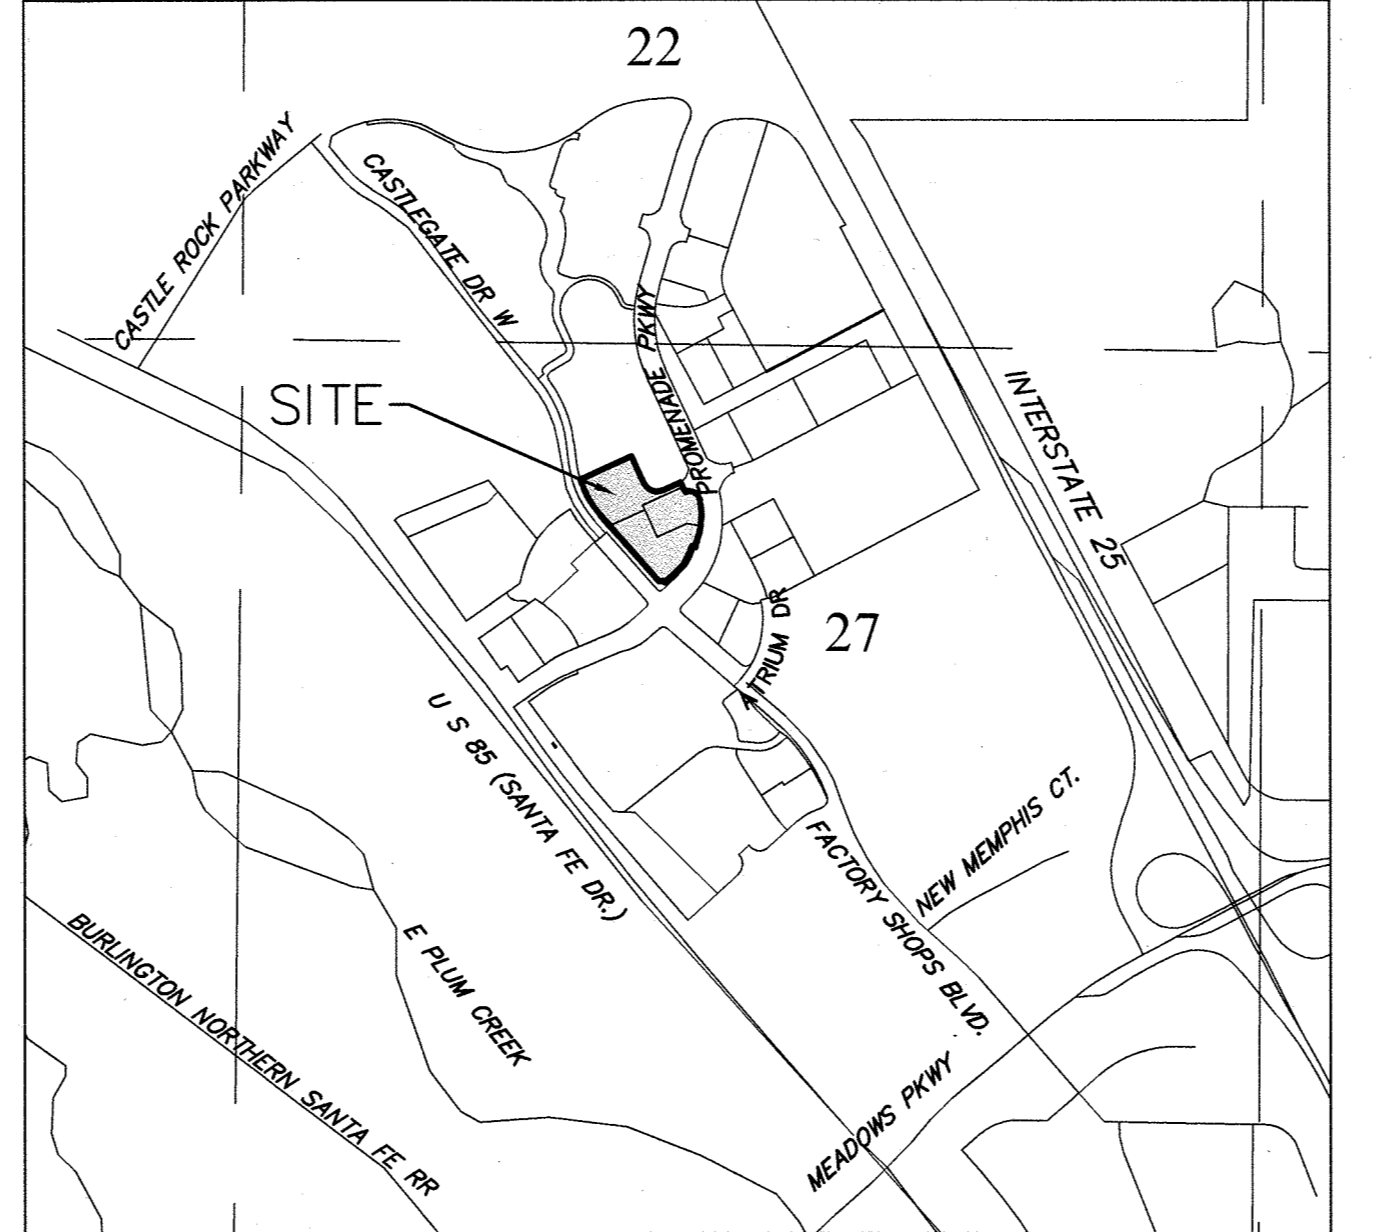 22
CASTLE ROCK PARKWAY
CASTLEGATE DR W
PROMENADE PKWY
SITE
INTERSTATE 25
27
ATRIUM DR
U S 85 (SANTA FE DR.)
NEW MEMPHIS CT.
FACTORY SHOPS BLVD.
E PLUM CREEK
BURLINGTON NORTHERN SANTA FE RR
MEADOWS PKWY